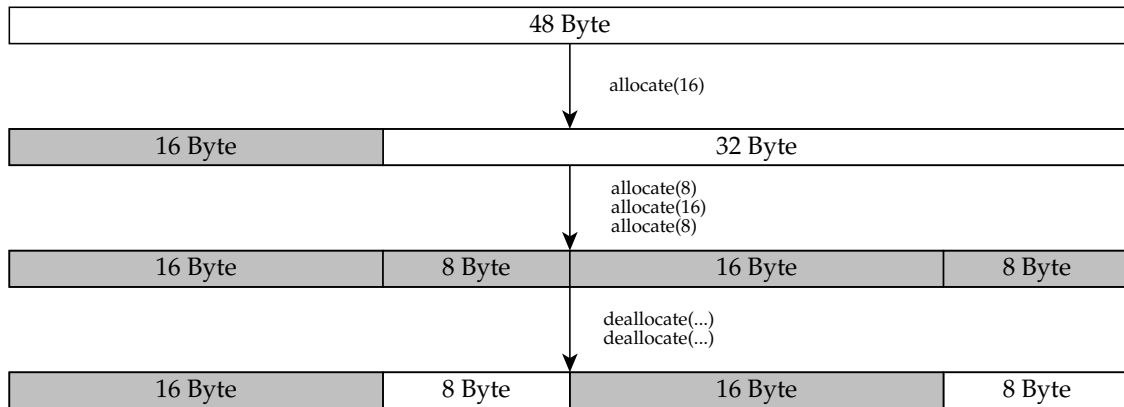 48 Byte
allocate(16)
16 Byte 32 Byte
allocate(8)
allocate(16)
allocate(8)
16 Byte 8 Byte 16 Byte 8 Byte
deallocate(...)
deallocate(...)
16 Byte 8 Byte 16 Byte 8 Byte